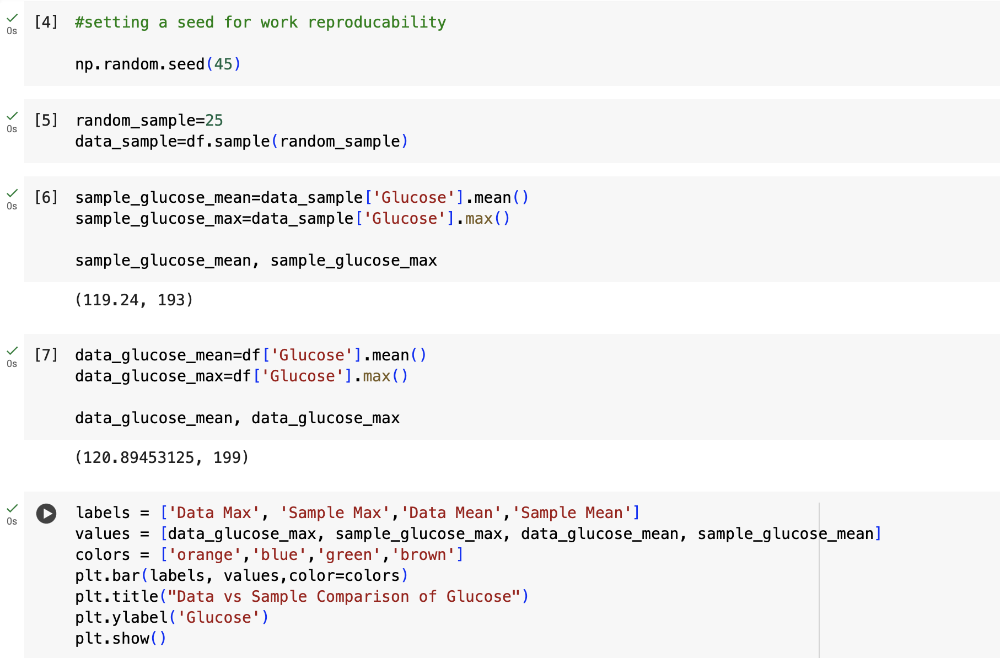 0s
[4] #setting a seed for work reproducability
np.random.seed(45)
0s
[5] random_sample=25
data_sample=df.sample(random_sample)
0s
[6] sample_glucose_mean=data_sample['Glucose'].mean()
sample_glucose_max=data_sample['Glucose'].max()
sample_glucose_mean, sample_glucose_max
(119.24, 193)
0s
[7] data_glucose_mean=df['Glucose'].mean()
data_glucose_max=df['Glucose'].max()
data_glucose_mean, data_glucose_max
(120.89453125, 199)
0s
labels = ['Data Max', 'Sample Max','Data Mean','Sample Mean']
values = [data_glucose_max, sample_glucose_max, data_glucose_mean, sample_glucose_mean]
colors = ['orange','blue','green','brown']
plt.bar(labels, values,color=colors)
plt.title("Data vs Sample Comparison of Glucose")
plt.ylabel('Glucose')
plt.show()